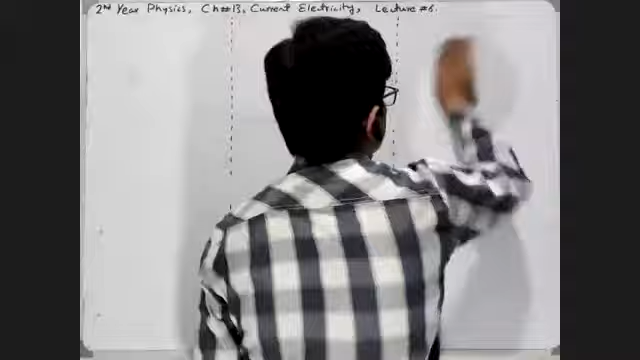 2nd Year Physics, Ch#13, Current Electricity, Lecture #6.